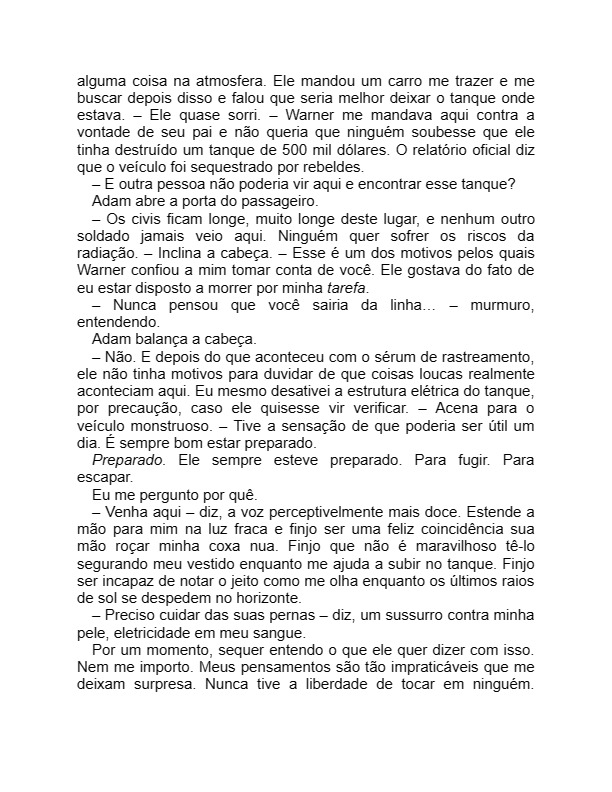 alguma coisa na atmosfera. Ele mandou um carro me trazer e me
buscar depois disso e falou que seria melhor deixar o tanque onde
estava. – Ele quase sorri. – Warner me mandava aqui contra a
vontade de seu pai e não queria que ninguém soubesse que ele
tinha destruído um tanque de 500 mil dólares. O relatório oficial diz
que o veículo foi sequestrado por rebeldes.
– E outra pessoa não poderia vir aqui e encontrar esse tanque?
Adam abre a porta do passageiro.
– Os civis ficam longe, muito longe deste lugar, e nenhum outro
soldado jamais veio aqui. Ninguém quer sofrer os riscos da
radiação. – Inclina a cabeça. – Esse é um dos motivos pelos quais
Warner confiou a mim tomar conta de você. Ele gostava do fato de
eu estar disposto a morrer por minha tarefa.
– Nunca pensou que você sairia da linha… – murmuro,
entendendo.
Adam balança a cabeça.
– Não. E depois do que aconteceu com o sérum de rastreamento,
ele não tinha motivos para duvidar de que coisas loucas realmente
aconteciam aqui. Eu mesmo desativei a estrutura elétrica do tanque,
por precaução, caso ele quisesse vir verificar. – Acena para o
veículo monstruoso. – Tive a sensação de que poderia ser útil um
dia. É sempre bom estar preparado.
Preparado. Ele sempre esteve preparado. Para fugir. Para
escapar.
Eu me pergunto por quê.
– Venha aqui – diz, a voz perceptivelmente mais doce. Estende a
mão para mim na luz fraca e finjo ser uma feliz coincidência sua
mão roçar minha coxa nua. Finjo que não é maravilhoso tê-lo
segurando meu vestido enquanto me ajuda a subir no tanque. Finjo
ser incapaz de notar o jeito como me olha enquanto os últimos raios
de sol se despedem no horizonte.
– Preciso cuidar das suas pernas – diz, um sussurro contra minha
pele, eletricidade em meu sangue.
Por um momento, sequer entendo o que ele quer dizer com isso.
Nem me importo. Meus pensamentos são tão impraticáveis que me
deixam surpresa. Nunca tive a liberdade de tocar em ninguém.